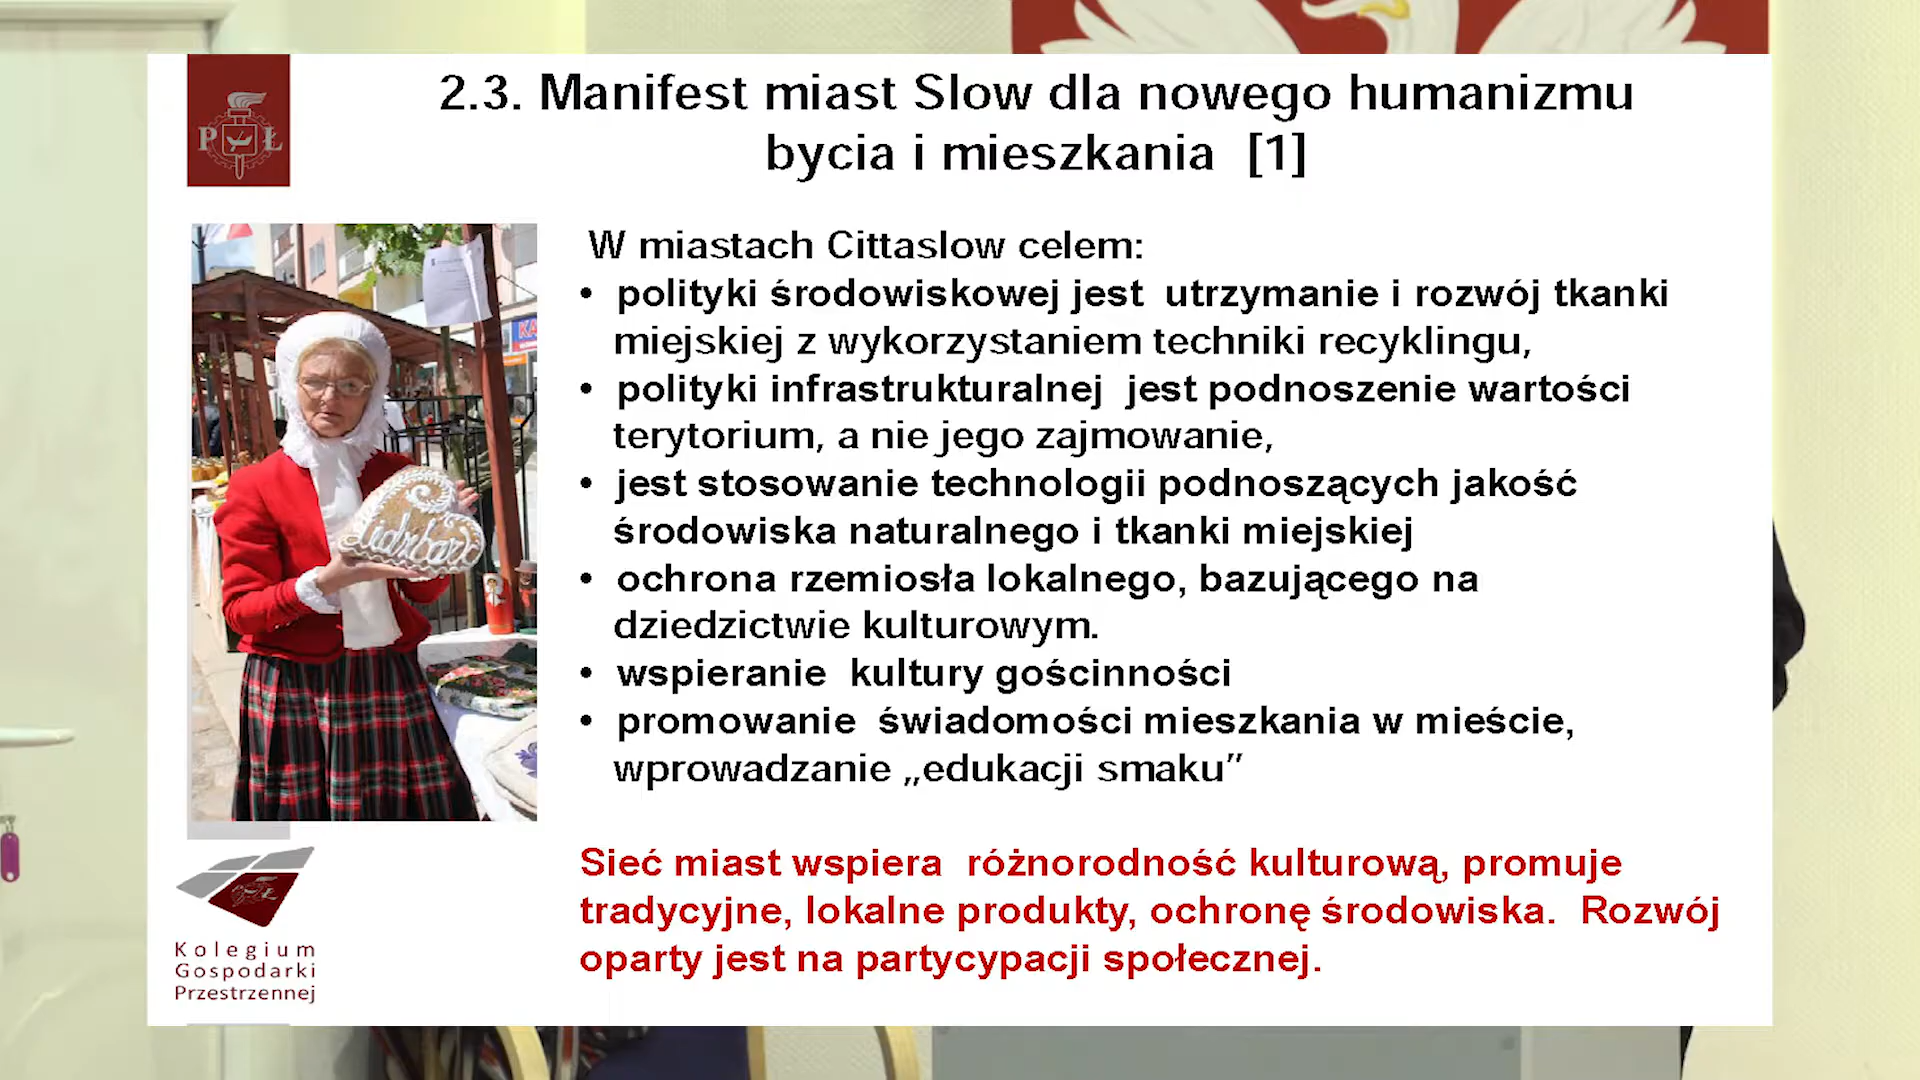 2.3. Manifest miast Slow dla nowego humanizmu
bycia i mieszkania [1]
P Ł
W miastach Cittaslow celem:
• polityki środowiskowej jest utrzymanie i rozwój tkanki
miejskiej z wykorzystaniem techniki recyklingu,
• polityki infrastrukturalnej jest podnoszenie wartości
terytorium, a nie jego zajmowanie,
• jest stosowanie technologii podnoszących jakość
środowiska naturalnego i tkanki miejskiej
• ochrona rzemiosła lokalnego, bazującego na
dziedzictwie kulturowym.
• wspieranie kultury gościnności
• promowanie świadomości mieszkania w mieście,
wprowadzanie „edukacji smaku”
Lidzbark
KA
Sieć miast wspiera różnorodność kulturową, promuje
tradycyjne, lokalne produkty, ochronę środowiska. Rozwój
oparty jest na partycypacji społecznej.
Kolegium
Gospodarki
Przestrzennej